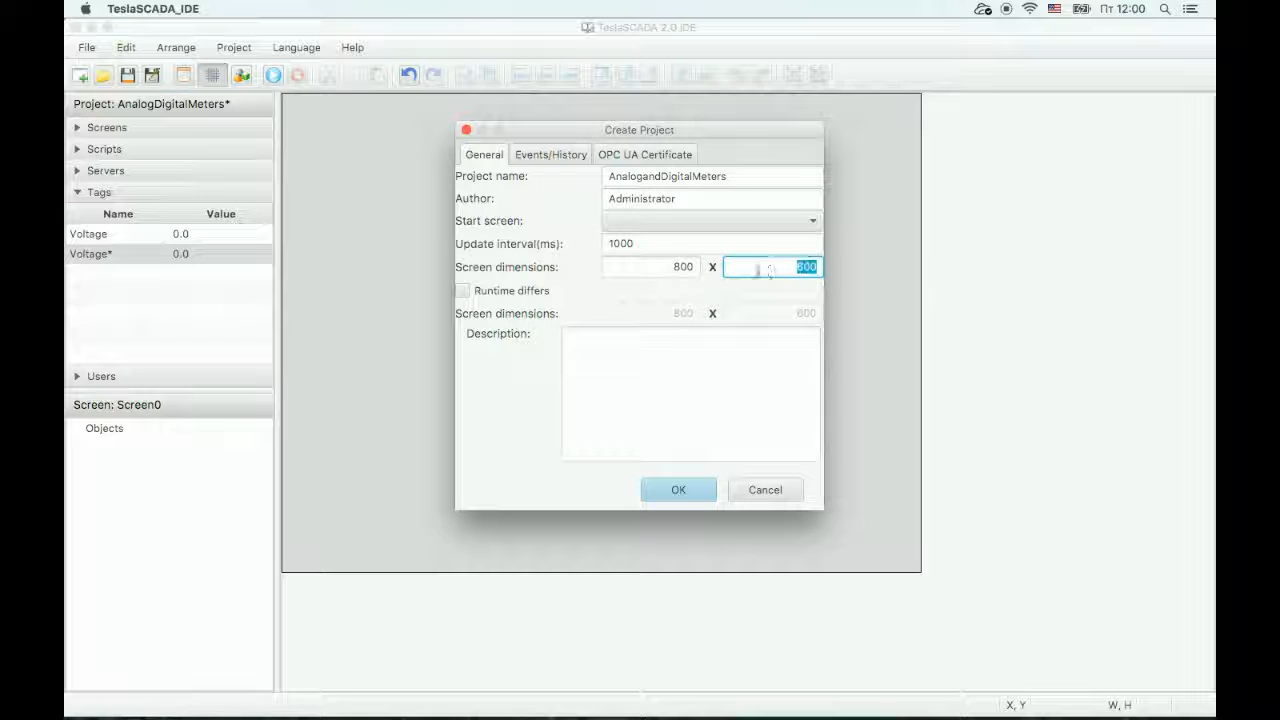 TeslaSCADA_IDE
Пт 12:00
TeslaSCADA 2.0.IDE
File Edit Arrange Project Language Help
Project: AnalogDigitalMeters*
Screens
Scripts
Servers
Tags
Name Value
Voltage 0.0
Voltage* 0.0
Users
Screen: Screen0
Objects
Create Project
General Events/History OPC UA Certificate
Project name: AnalogandDigitalMeters
Author: Administrator
Start screen:
Update interval(ms): 1000
Screen dimensions: 800 X 600
Runtime differs
Screen dimensions: 800 X 600
Description:
OK Cancel
X, Y W, H